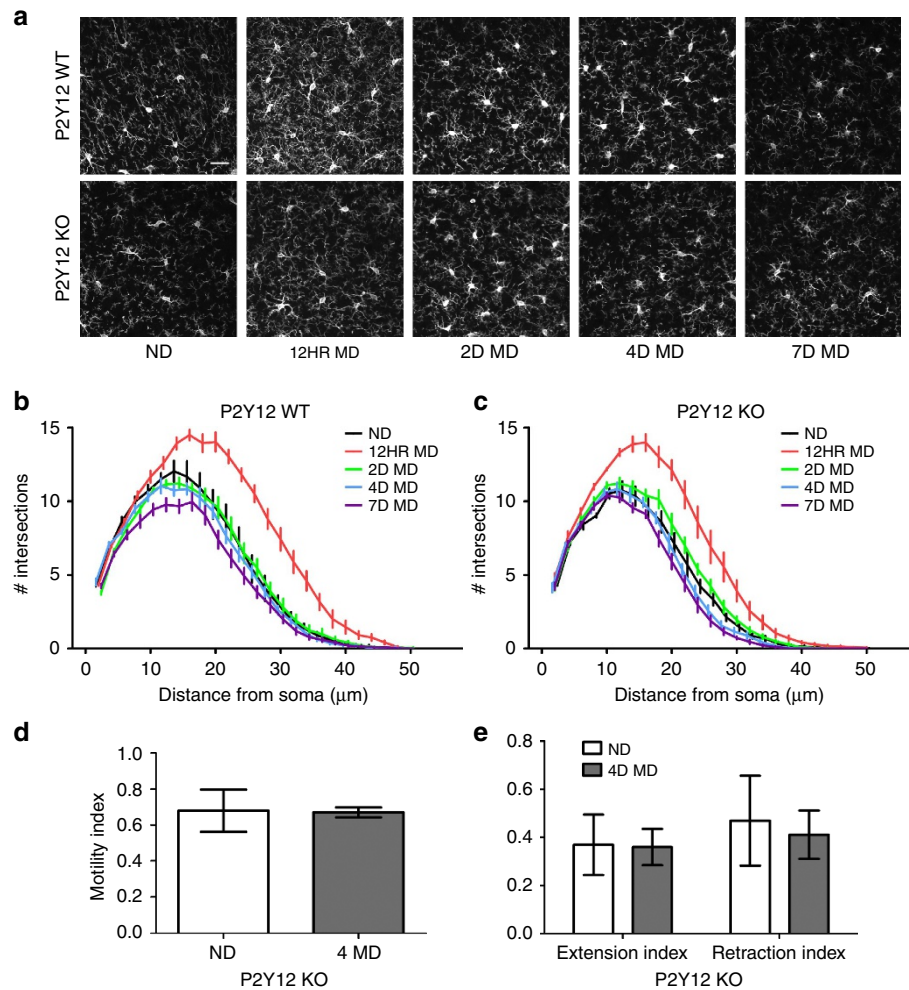 a
P2Y12 WT
P2Y12 KO
ND
12HR MD
2D MD
4D MD
7D MD
b
P2Y12 WT
15
10
5
0
# intersections
ND
12HR MD
2D MD
4D MD
7D MD
0
10
20
30
40
50
Distance from soma (μm)
c
P2Y12 KO
15
10
5
0
# intersections
ND
12HR MD
2D MD
4D MD
7D MD
0
10
20
30
40
50
Distance from soma (μm)
d
1.0
0.8
0.6
0.4
0.2
0.0
Motility index
ND
4 MD
P2Y12 KO
e
0.8
0.6
0.4
0.2
0.0
ND
4D MD
Extension index
Retraction index
P2Y12 KO